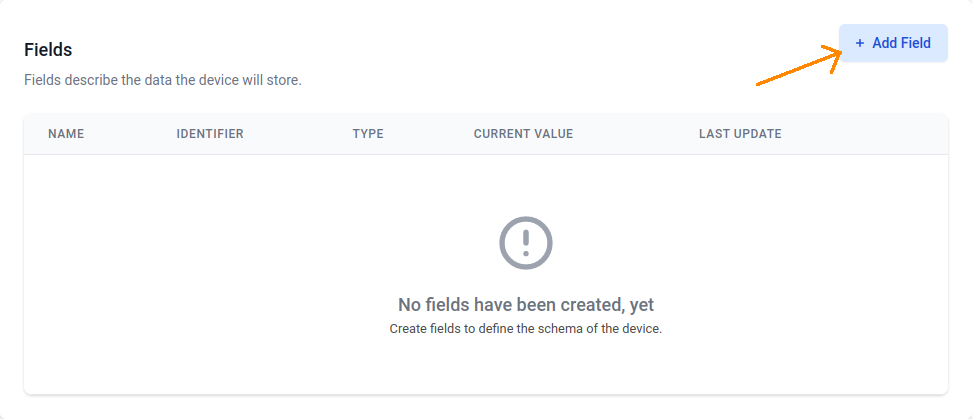 Fields
+ Add Field
Fields describe the data the device will store.
NAME IDENTIFIER TYPE CURRENT VALUE LAST UPDATE
No fields have been created, yet
Create fields to define the schema of the device.